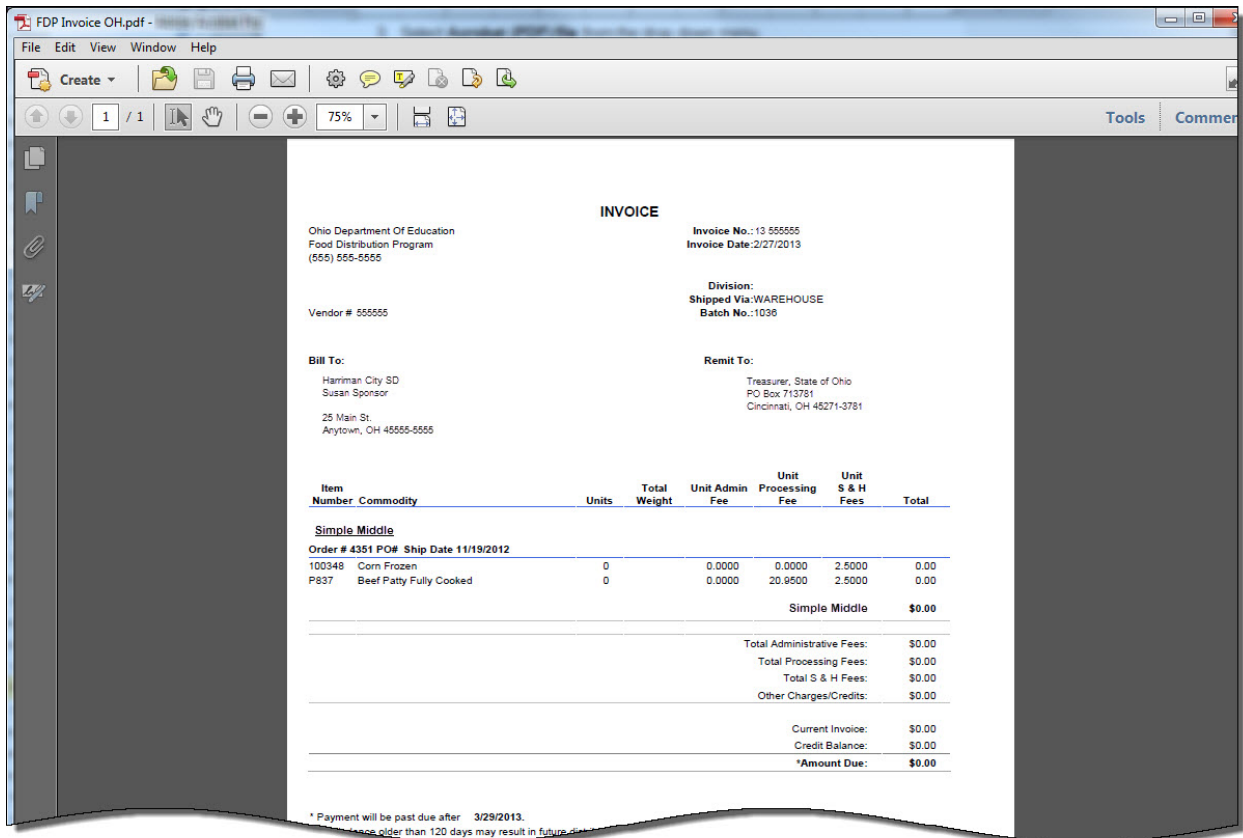 FDP Invoice OH.pdf -
File Edit View Window Help
Create
1 / 1 75% Tools Commen
INVOICE
Ohio Department Of Education Invoice No.: 13 555555
Food Distribution Program Invoice Date:2/27/2013
(555) 555-5555
Division:
Shipped Via:WAREHOUSE
Vendor # 555555 Batch No.:1036
Bill To: Remit To:
Harriman City SD Treasurer, State of Ohio
Susan Sponsor PO Box 713781
Cincinnati, OH 45271-3781
25 Main St.
Anytown, OH 45555-5555
Unit Unit
Item Total Unit Admin Processing S & H
Number Commodity Units Weight Fee Fee Fees Total
Simple Middle
Order # 4351 PO# Ship Date 11/19/2012
100348 Corn Frozen 0 0.0000 0.0000 2.5000 0.00
P837 Beef Patty Fully Cooked 0 0.0000 20.9500 2.5000 0.00
Simple Middle $0.00
Total Administrative Fees: $0.00
Total Processing Fees: $0.00
Total S & H Fees: $0.00
Other Charges/Credits: $0.00
Current Invoice: $0.00
Credit Balance: $0.00
*Amount Due: $0.00
* Payment will be past due after 3/29/2013.
older than 120 days may result in future